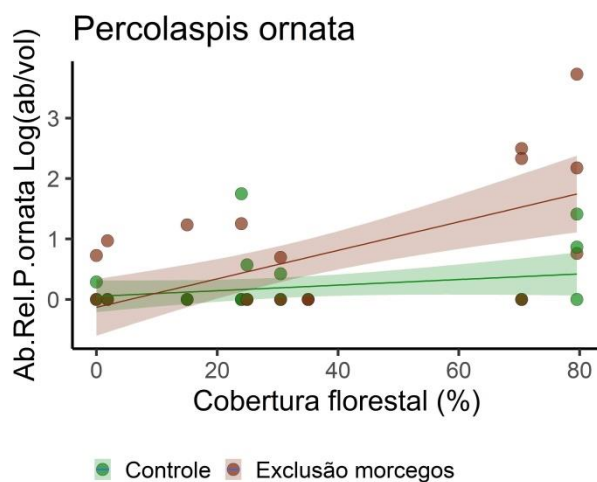 Percolaspis ornata
Ab.Rel.P.ornata Log(ab/vol)
3
2
1
0
0 20 40 60 80
Cobertura florestal (%)
Controle Exclusão morcegos